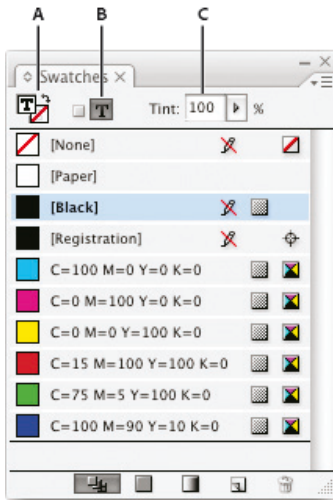 A B C
Swatches
T T Tint: 100 %
[None]
[Paper]
[Black]
[Registration]
C=100 M=0 Y=0 K=0
C=0 M=100 Y=0 K=0
C=0 M=0 Y=100 K=0
C=15 M=100 Y=100 K=0
C=75 M=5 Y=100 K=0
C=100 M=90 Y=10 K=0